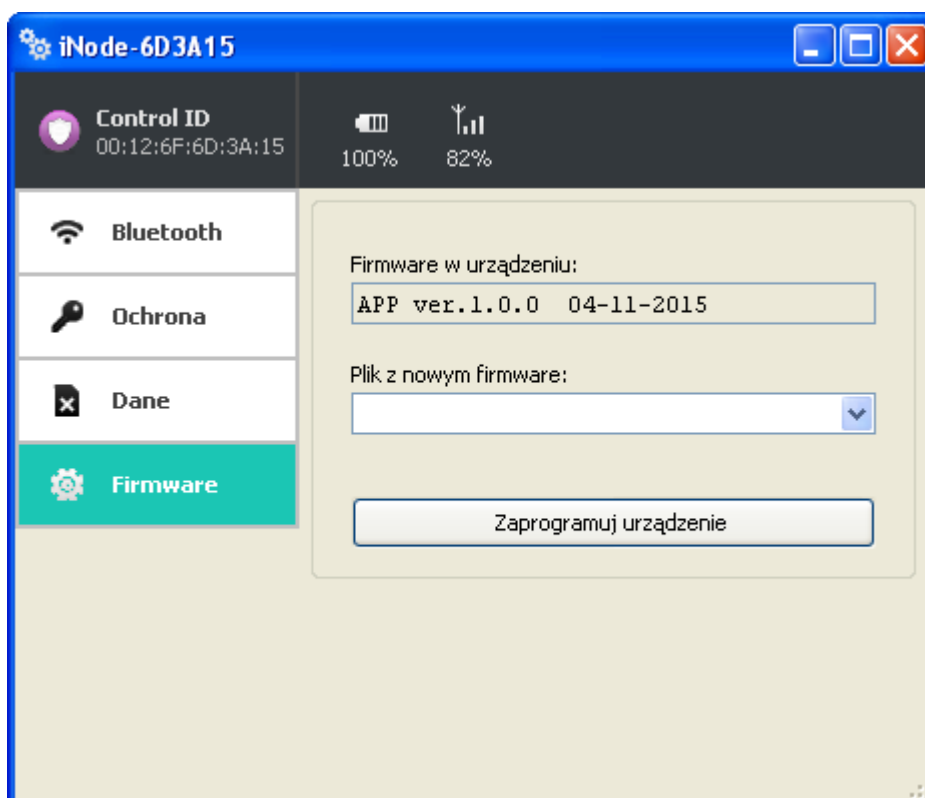 iNode-6D3A15
Control ID
00:12:6F:6D:3A:15
100%
82%
Bluetooth
Ochrona
Dane
Firmware
Firmware w urządzeniu:
APP ver.1.0.0  04-11-2015
Plik z nowym firmware:
Zaprogramuj urządzenie